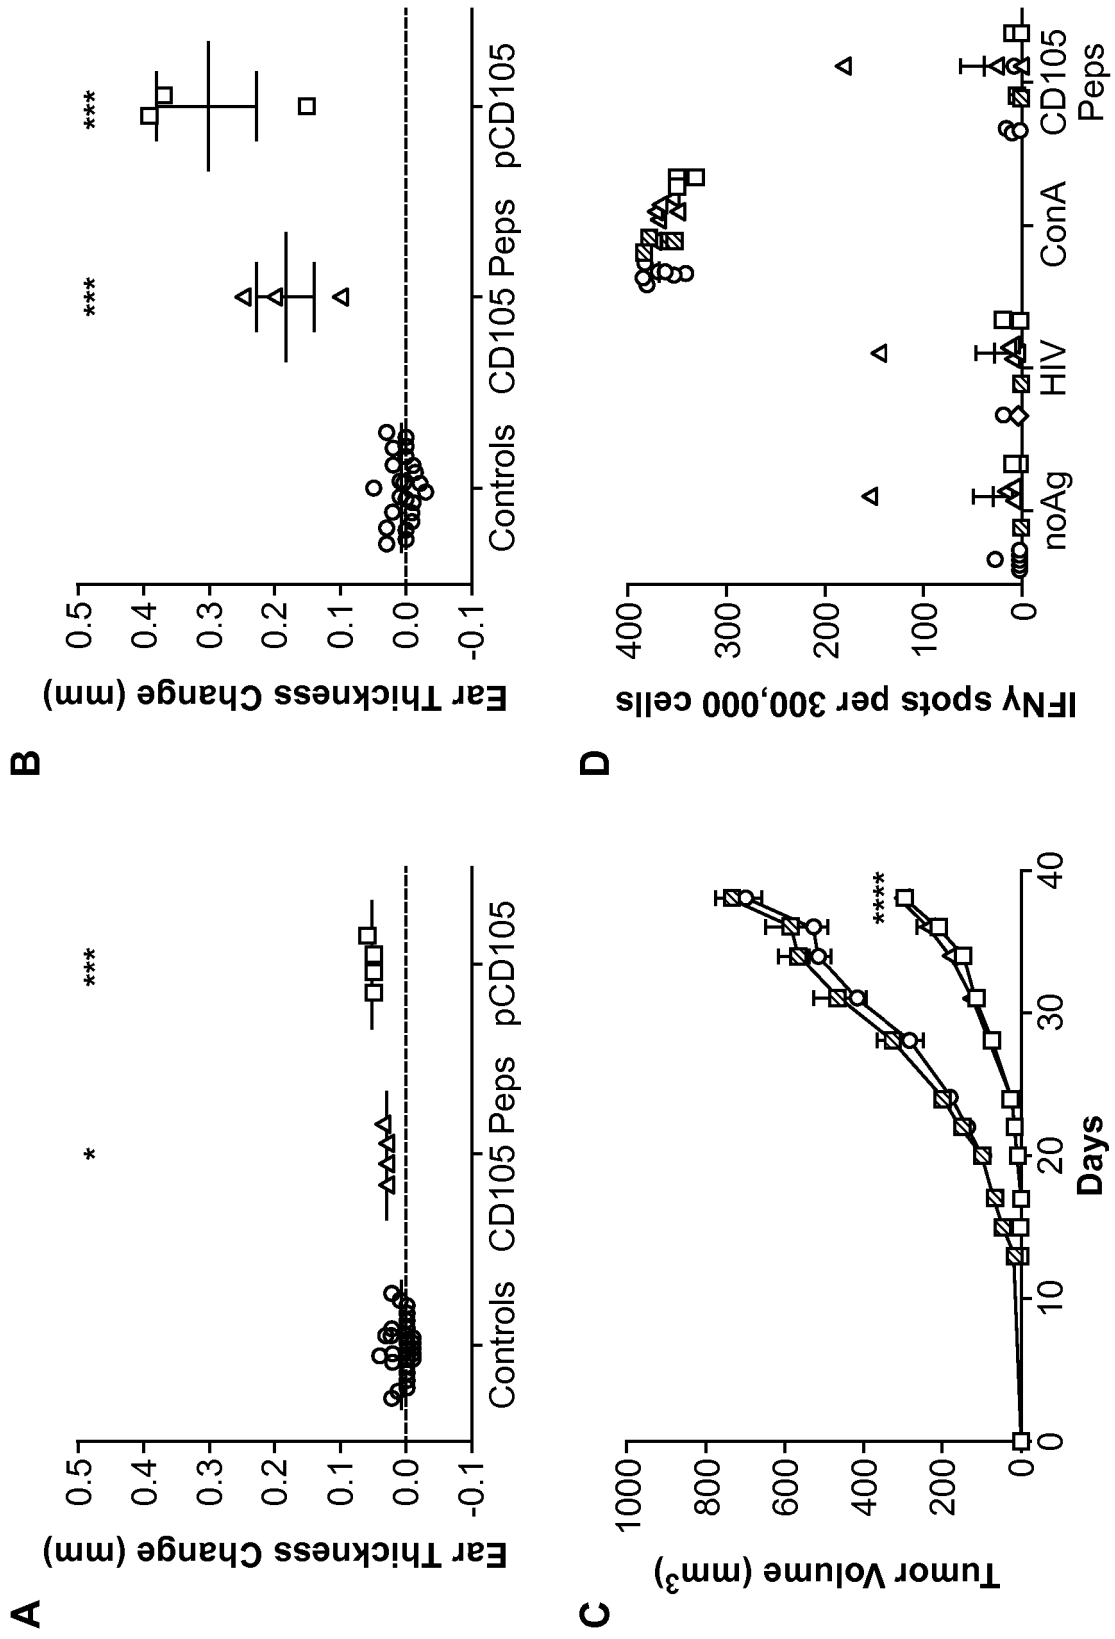 A
Ear Thickness Change (mm)
0.5
0.4
0.3
0.2
0.1
0.0
-0.1
* ***
Controls CD105 Peps pCD105
B
Ear Thickness Change (mm)
0.5
0.4
0.3
0.2
0.1
0.0
-0.1
*** ***
Controls CD105 Peps pCD105
C
Tumor Volume (mm³)
1000
800
600
400
200
0
****
0 10 20 30 40
Days
D
IFNγ spots per 300,000 cells
400
300
200
100
0
noAg HIV ConA CD105
Peps